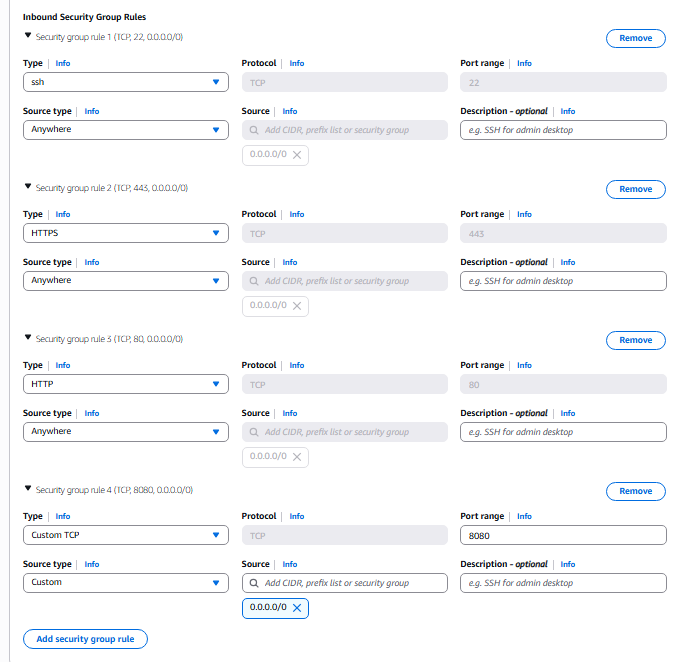 Inbound Security Group Rules
Security group rule 1 (TCP, 22, 0.0.0.0/0)
Remove
Type Info Protocol Info Port range Info
ssh TCP 22
Source type Info Source Info Description - optional Info
Anywhere Add CIDR, prefix list or security group e.g. SSH for admin desktop
0.0.0.0/0
Security group rule 2 (TCP, 443, 0.0.0.0/0)
Remove
Type Info Protocol Info Port range Info
HTTPS TCP 443
Source type Info Source Info Description - optional Info
Anywhere Add CIDR, prefix list or security group e.g. SSH for admin desktop
0.0.0.0/0
Security group rule 3 (TCP, 80, 0.0.0.0/0)
Remove
Type Info Protocol Info Port range Info
HTTP TCP 80
Source type Info Source Info Description - optional Info
Anywhere Add CIDR, prefix list or security group e.g. SSH for admin desktop
0.0.0.0/0
Security group rule 4 (TCP, 8080, 0.0.0.0/0)
Remove
Type Info Protocol Info Port range Info
Custom TCP TCP 8080
Source type Info Source Info Description - optional Info
Custom Add CIDR, prefix list or security group e.g. SSH for admin desktop
0.0.0.0/0
Add security group rule